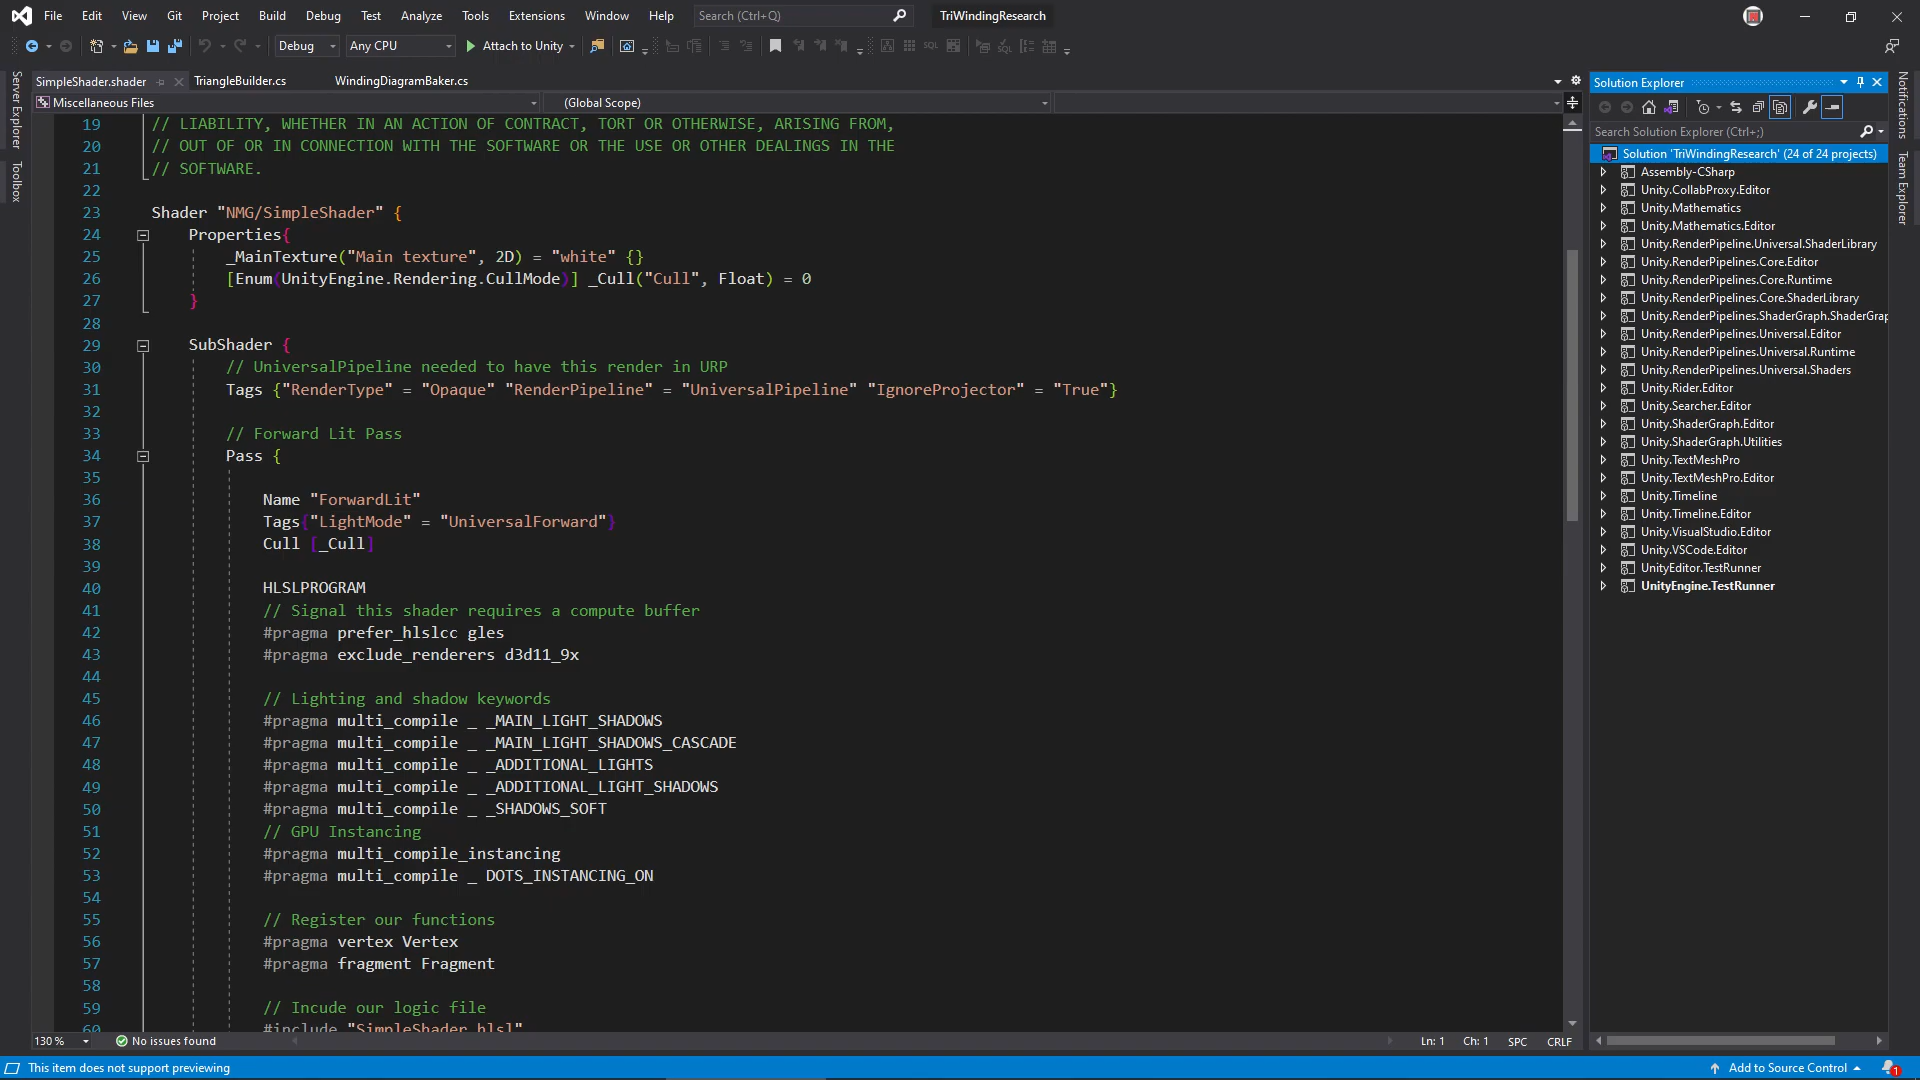 File Edit View Git Project Build Debug Test Analyze Tools Extensions Window Help Search (Ctrl+Q) TriWindingResearch
Debug Any CPU Attach to Unity
SimpleShader.shader TriangleBuilder.cs WindingDiagramBaker.cs
Miscellaneous Files (Global Scope)
Server Explorer
Toolbox
19 // LIABILITY, WHETHER IN AN ACTION OF CONTRACT, TORT OR OTHERWISE, ARISING FROM,
20 // OUT OF OR IN CONNECTION WITH THE SOFTWARE OR THE USE OR OTHER DEALINGS IN THE
21 // SOFTWARE.
22
23 Shader "NMG/SimpleShader" {
24 Properties{
25 _MainTexture("Main texture", 2D) = "white" {}
26 [Enum(UnityEngine.Rendering.CullMode)] _Cull("Cull", Float) = 0
27 }
28
29 SubShader {
30 // UniversalPipeline needed to have this render in URP
31 Tags {"RenderType" = "Opaque" "RenderPipeline" = "UniversalPipeline" "IgnoreProjector" = "True"}
32
33 // Forward Lit Pass
34 Pass {
35
36 Name "ForwardLit"
37 Tags{"LightMode" = "UniversalForward"}
38 Cull [_Cull]
39
40 HLSLPROGRAM
41 // Signal this shader requires a compute buffer
42 #pragma prefer_hlslcc gles
43 #pragma exclude_renderers d3d11_9x
44
45 // Lighting and shadow keywords
46 #pragma multi_compile _ _MAIN_LIGHT_SHADOWS
47 #pragma multi_compile _ _MAIN_LIGHT_SHADOWS_CASCADE
48 #pragma multi_compile _ _ADDITIONAL_LIGHTS
49 #pragma multi_compile _ _ADDITIONAL_LIGHT_SHADOWS
50 #pragma multi_compile _ _SHADOWS_SOFT
51 // GPU Instancing
52 #pragma multi_compile_instancing
53 #pragma multi_compile _ DOTS_INSTANCING_ON
54
55 // Register our functions
56 #pragma vertex Vertex
57 #pragma fragment Fragment
58
59 // Incude our logic file
60 #include "SimpleShader.hlsl"
130 % No issues found Ln: 1 Ch: 1 SPC CRLF
Solution Explorer
Search Solution Explorer (Ctrl+;)
Solution 'TriWindingResearch' (24 of 24 projects)
Assembly-CSharp
Unity.CollabProxy.Editor
Unity.Mathematics
Unity.Mathematics.Editor
Unity.RenderPipeline.Universal.ShaderLibrary
Unity.RenderPipelines.Core.Editor
Unity.RenderPipelines.Core.Runtime
Unity.RenderPipelines.Core.ShaderLibrary
Unity.RenderPipelines.ShaderGraph.ShaderGrap
Unity.RenderPipelines.Universal.Editor
Unity.RenderPipelines.Universal.Runtime
Unity.RenderPipelines.Universal.Shaders
Unity.Rider.Editor
Unity.Searcher.Editor
Unity.ShaderGraph.Editor
Unity.ShaderGraph.Utilities
Unity.TextMeshPro
Unity.TextMeshPro.Editor
Unity.Timeline
Unity.Timeline.Editor
Unity.VisualStudio.Editor
Unity.VSCode.Editor
UnityEditor.TestRunner
UnityEngine.TestRunner
Notifications
Team Explorer
This item does not support previewing Add to Source Control 1